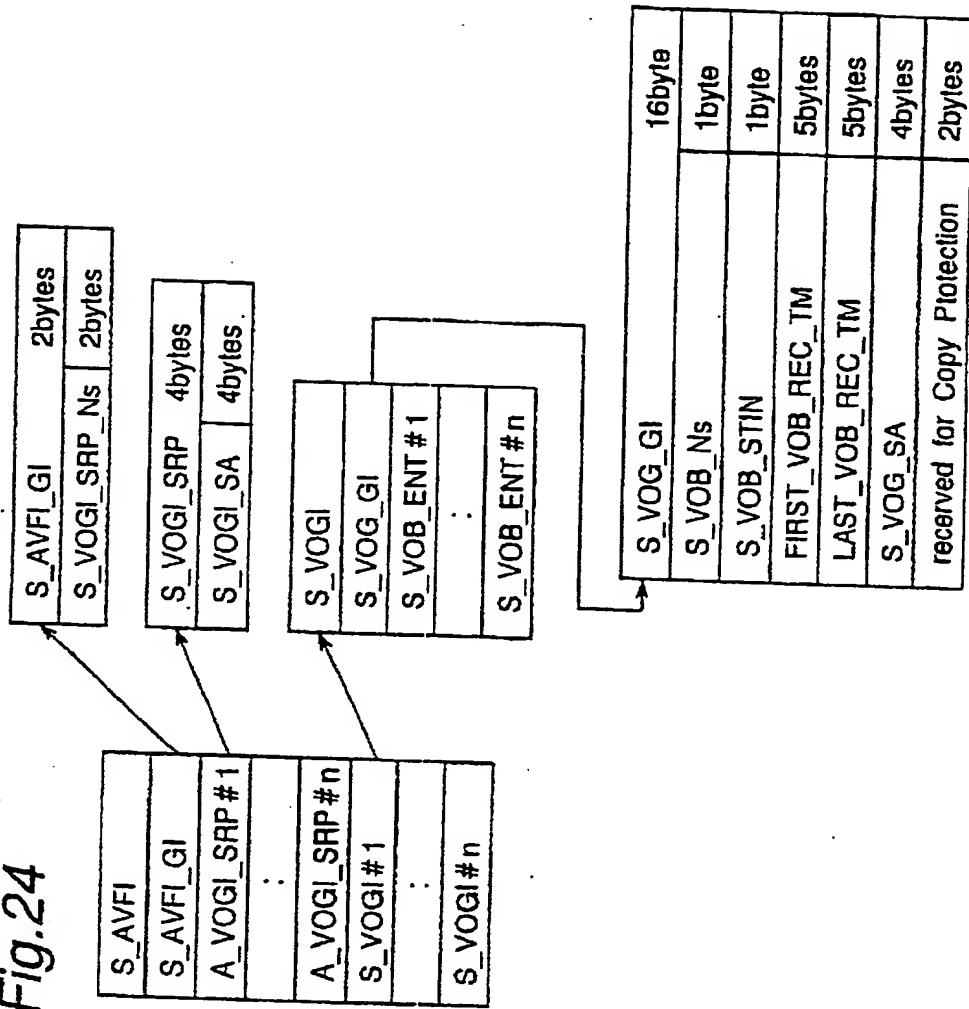 Fig.24
S_AVFI
S_AVFI_GI
A_VOGI_SRP#1
:
A_VOGI_SRP#n
S_VOGI#1
:
S_VOGI#n
S_AVFI_GI 2bytes
S_VOGI_SRP_Ns 2bytes
S_VOGI_SRP 4bytes
S_VOGI_SA 4bytes
S_VOGI
S_VOG_GI
S_VOB_ENT#1
:
S_VOB_ENT#n
S_VOG_GI 16byte
S_VOB_Ns 1byte
S_VOB_STIN 1byte
FIRST_VOB_REC_TM 5bytes
LAST_VOB_REC_TM 5bytes
S_VOG_SA 4bytes
recerved for Copy Ptotection 2bytes